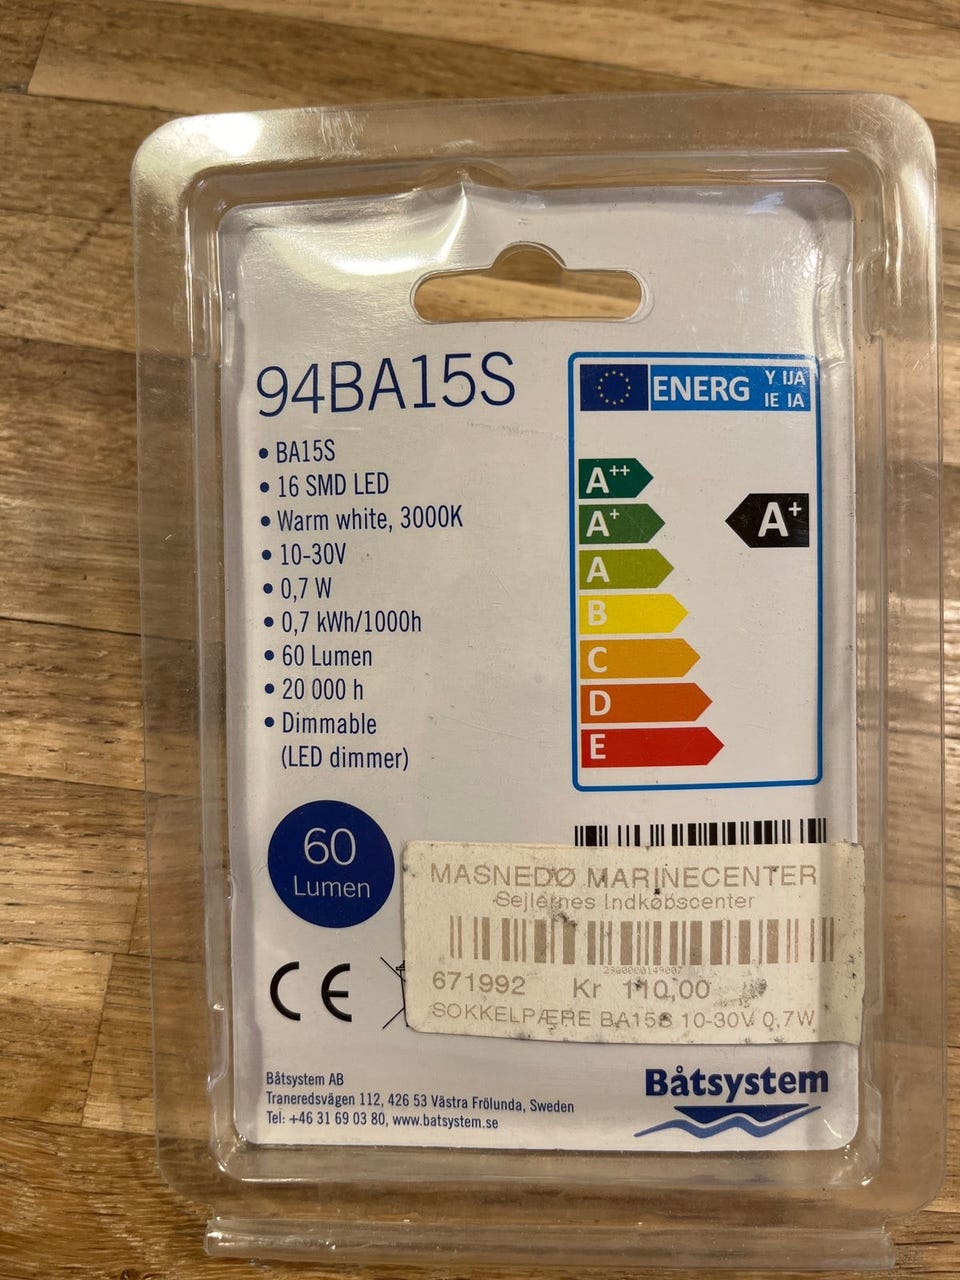 94BA15S
• BA15S
• 16 SMD LED
• Warm white, 3000K
• 10-30V
• 0,7 W
• 0,7 kWh/1000h
• 60 Lumen
• 20 000 h
• Dimmable
(LED dimmer)
ENERG
Y IJA
IE IA
A++
A+
A
B
C
D
E
A+
60
Lumen
MASNEDØ MARINECENTER
Sejlernes Indkøbscenter
2980000149007
671992 Kr 110,00
SOKKELPÆRE BA15S 10-30V 0,7W
CE
Båtsystem AB
Traneredsvägen 112, 426 53 Västra Frölunda, Sweden
Tel: +46 31 69 03 80, www.batsystem.se
Båtsystem